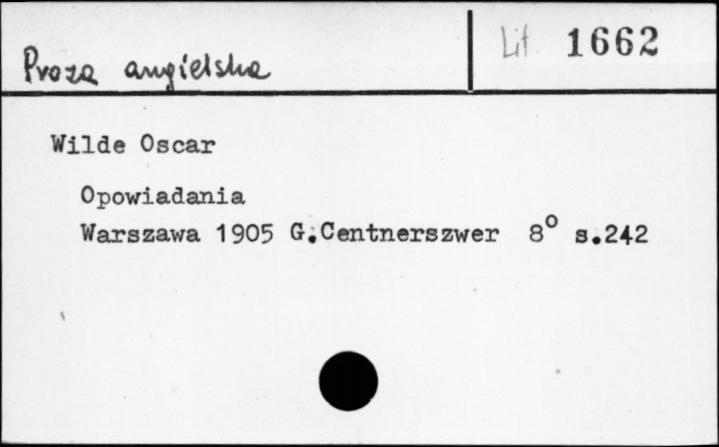 Proza angielska
Lit 1662
Wilde Oscar
Opowiadania
Warszawa 1905 G.Centnerszwer 8° s.242